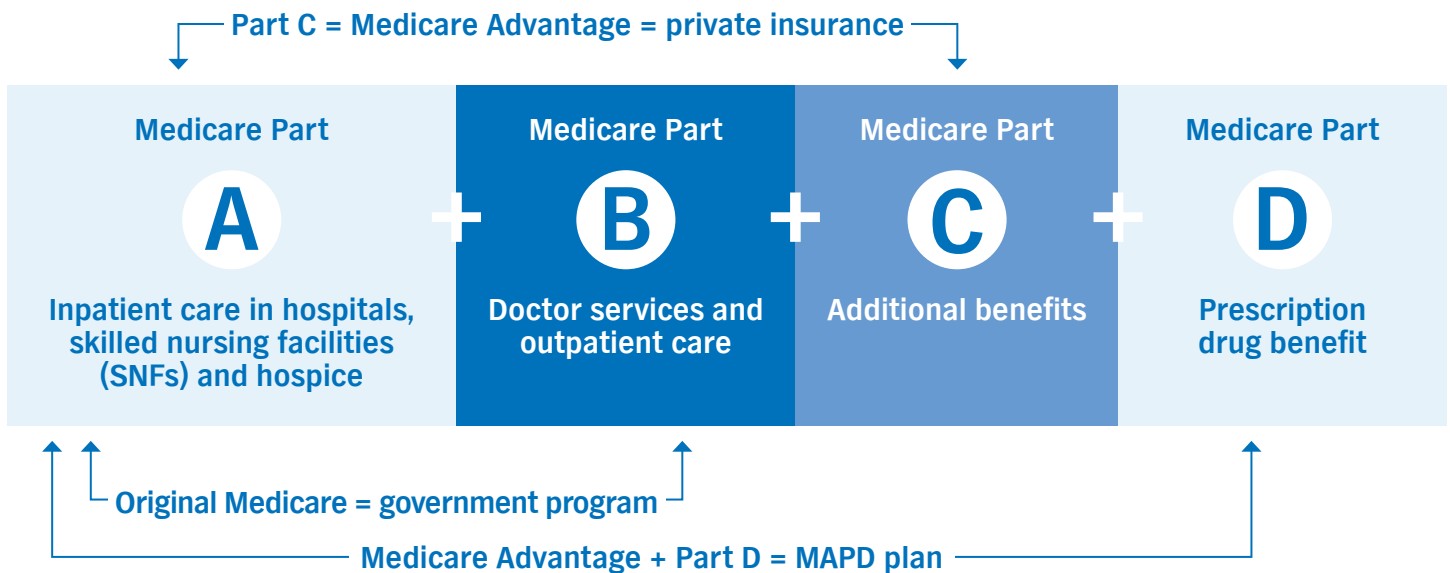 Part C = Medicare Advantage = private insurance
Medicare Part
A
Inpatient care in hospitals,
skilled nursing facilities
(SNFs) and hospice
+
Medicare Part
B
Doctor services and
outpatient care
+
Medicare Part
C
Additional benefits
+
Medicare Part
D
Prescription
drug benefit
Original Medicare = government program
Medicare Advantage + Part D = MAPD plan